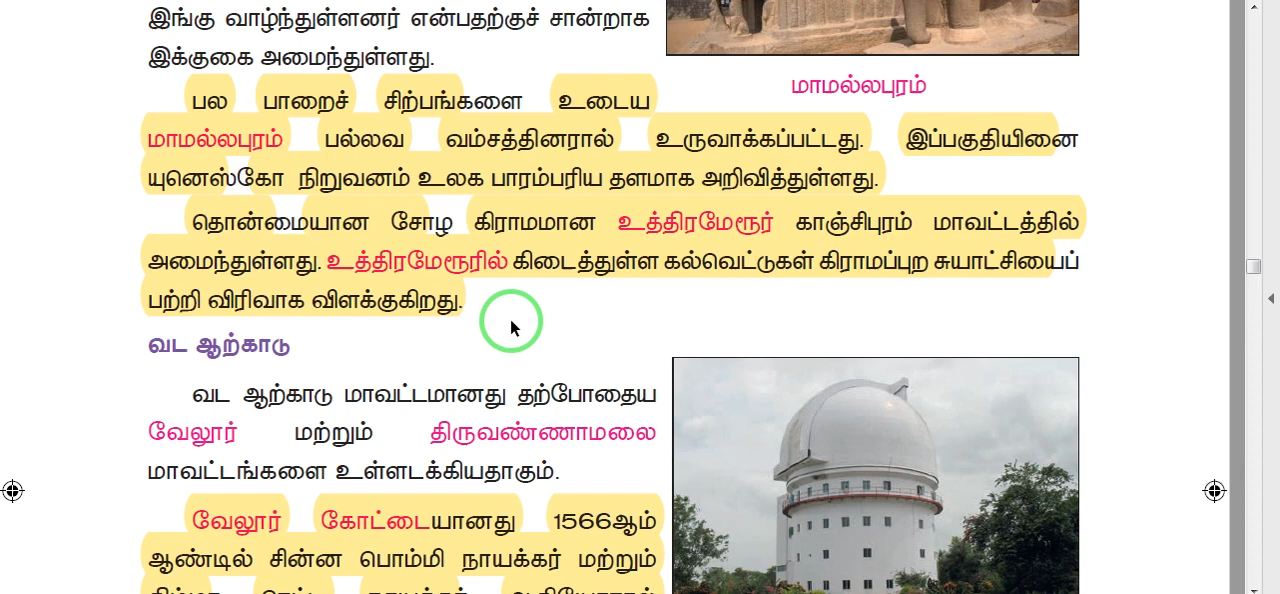 இங்கு வாழ்ந்துள்ளனர் என்பதற்குச் சான்றாக
இக்குகை அமைந்துள்ளது.
மாமல்லபுரம்
பல பாறைச் சிற்பங்களை உடைய
மாமல்லபுரம் பல்லவ வம்சத்தினரால் உருவாக்கப்பட்டது. இப்பகுதியினை
யுனெஸ்கோ நிறுவனம் உலக பாரம்பரிய தளமாக அறிவித்துள்ளது.
தொன்மையான சோழ கிராமமான உத்திரமேரூர் காஞ்சிபுரம் மாவட்டத்தில்
அமைந்துள்ளது. உத்திரமேரூரில் கிடைத்துள்ள கல்வெட்டுகள் கிராமப்புற சுயாட்சியைப்
பற்றி விரிவாக விளக்குகிறது.
வட ஆற்காடு
வட ஆற்காடு மாவட்டமானது தற்போதைய
வேலூர் மற்றும் திருவண்ணாமலை
மாவட்டங்களை உள்ளடக்கியதாகும்.
வேலூர் கோட்டையானது 1566ஆம்
ஆண்டில் சின்ன பொம்மி நாயக்கர் மற்றும்